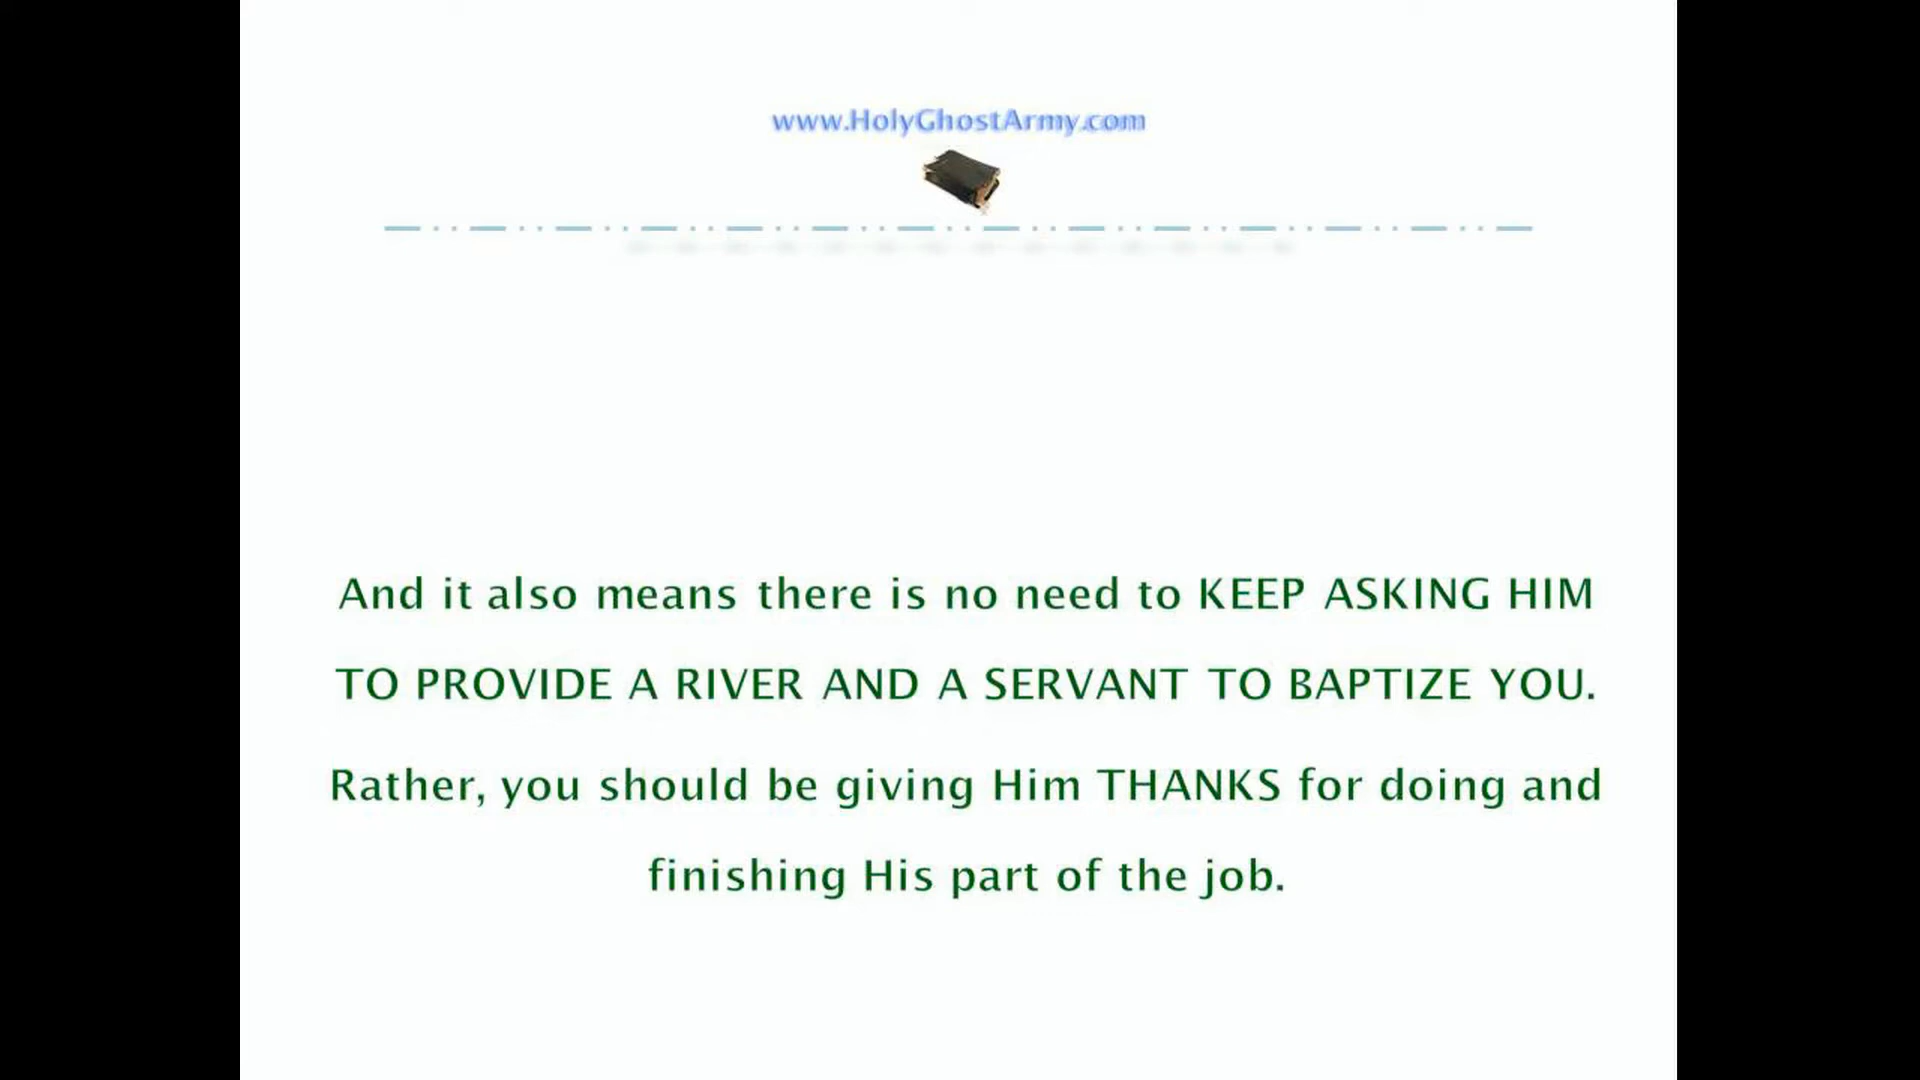 www.HolyGhostArmy.com
And it also means there is no need to KEEP ASKING HIM
TO PROVIDE A RIVER AND A SERVANT TO BAPTIZE YOU.
Rather, you should be giving Him THANKS for doing and
finishing His part of the job.